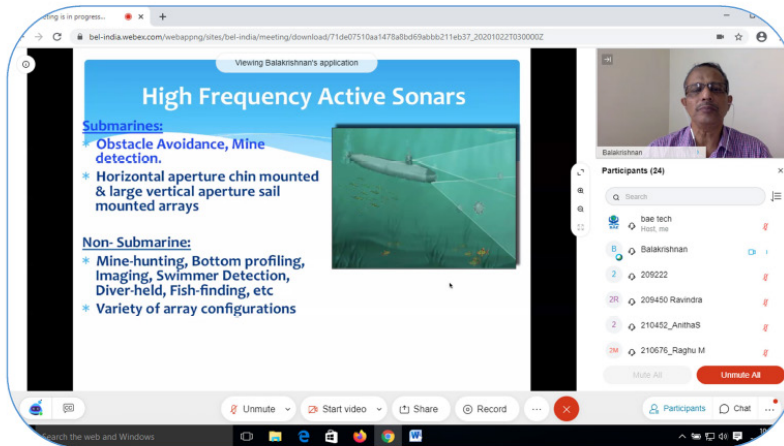 eting is in progress...
bel-india.webex.com/webappng/sites/bel-india/meeting/download/71de07510aa1478a8bd69abbb211eb37_20201022T030000Z
Viewing Balakrishnan's application
High Frequency Active Sonars
Submarines:
Obstacle Avoidance, Mine
detection.
Horizontal aperture chin mounted
& large vertical aperture sail
mounted arrays
Non- Submarine:
Mine-hunting, Bottom profiling,
Imaging, Swimmer Detection,
Diver-held, Fish-finding, etc
Variety of array configurations
Balakrishnan
Participants (24)
Search
bae tech
Host, me
B
Balakrishnan
2
209222
2R
209450 Ravindra
2
210452_AnithaS
2M
210676_Raghu M
Mute All
Unmute All
Unmute
Start video
Share
Record
Participants
Chat
Search the web and Windows